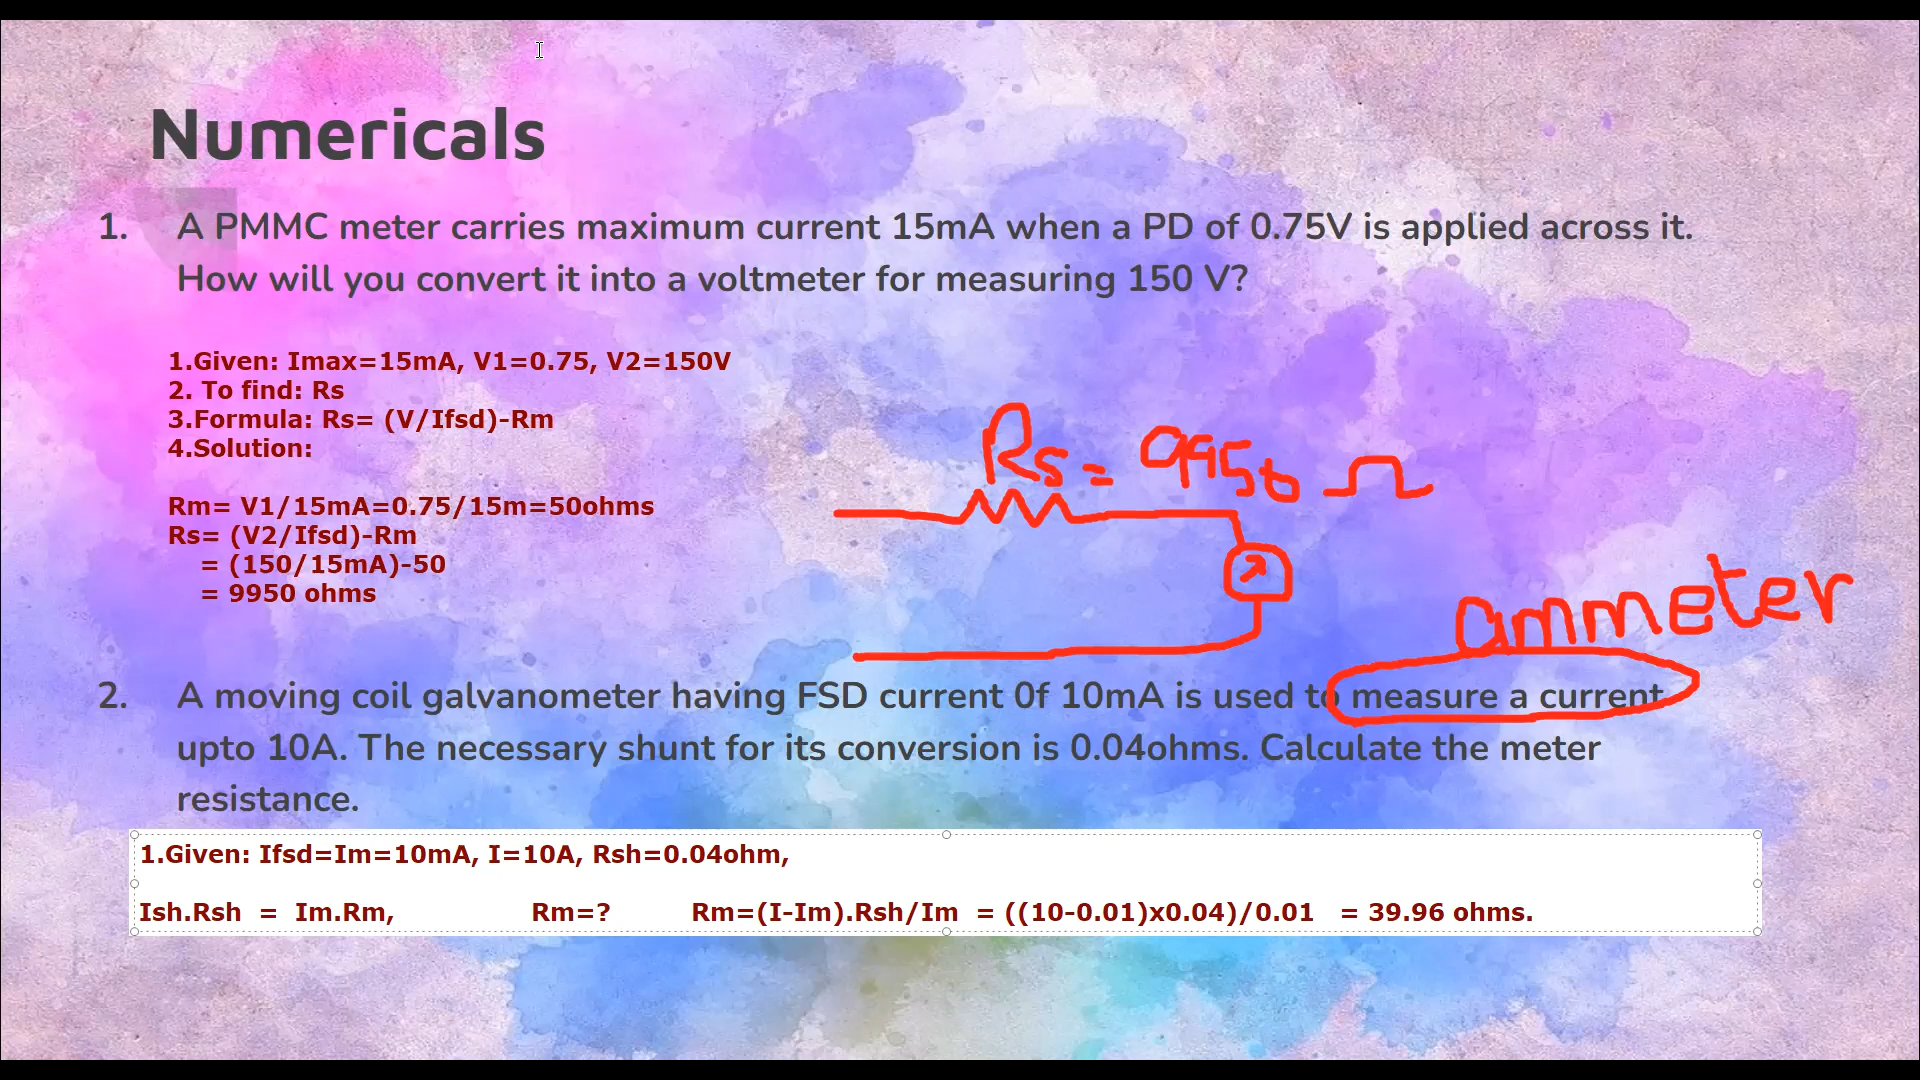 Numericals
1. A PMMC meter carries maximum current 15mA when a PD of 0.75V is applied across it.
How will you convert it into a voltmeter for measuring 150 V?
1.Given: Imax=15mA, V1=0.75, V2=150V
2. To find: Rs
3.Formula: Rs= (V/Ifsd)-Rm
4.Solution:
Rm= V1/15mA=0.75/15m=50ohms
Rs= (V2/Ifsd)-Rm
= (150/15mA)-50
= 9950 ohms
Rs = 9950 Ω
ammeter
2. A moving coil galvanometer having FSD current 0f 10mA is used to measure a current
upto 10A. The necessary shunt for its conversion is 0.04ohms. Calculate the meter
resistance.
1.Given: Ifsd=Im=10mA, I=10A, Rsh=0.04ohm,
Ish.Rsh = Im.Rm, Rm=? Rm=(I-Im).Rsh/Im = ((10-0.01)x0.04)/0.01 = 39.96 ohms.